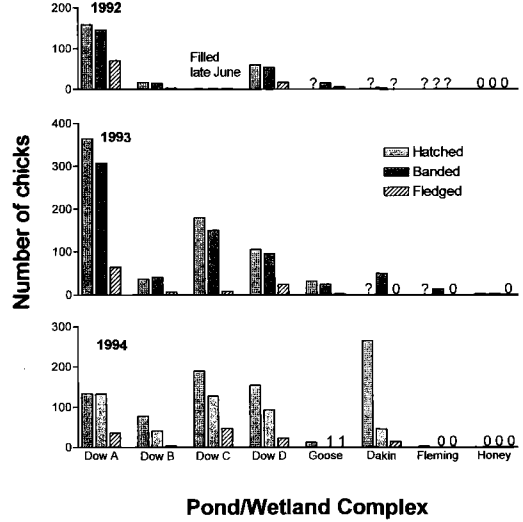 1992
200
100
0
Filled
late June
? ? ? ? ? ? 0 0 0
1993
400
300
200
100
0
Hatched
Banded
Fledged
? 0 ? 0 0
1994
300
200
100
0
1 1 0 0 0 0 0
Dow A Dow B Dow C Dow D Goose Dakin Fleming Honey
Number of chicks
Pond/Wetland Complex